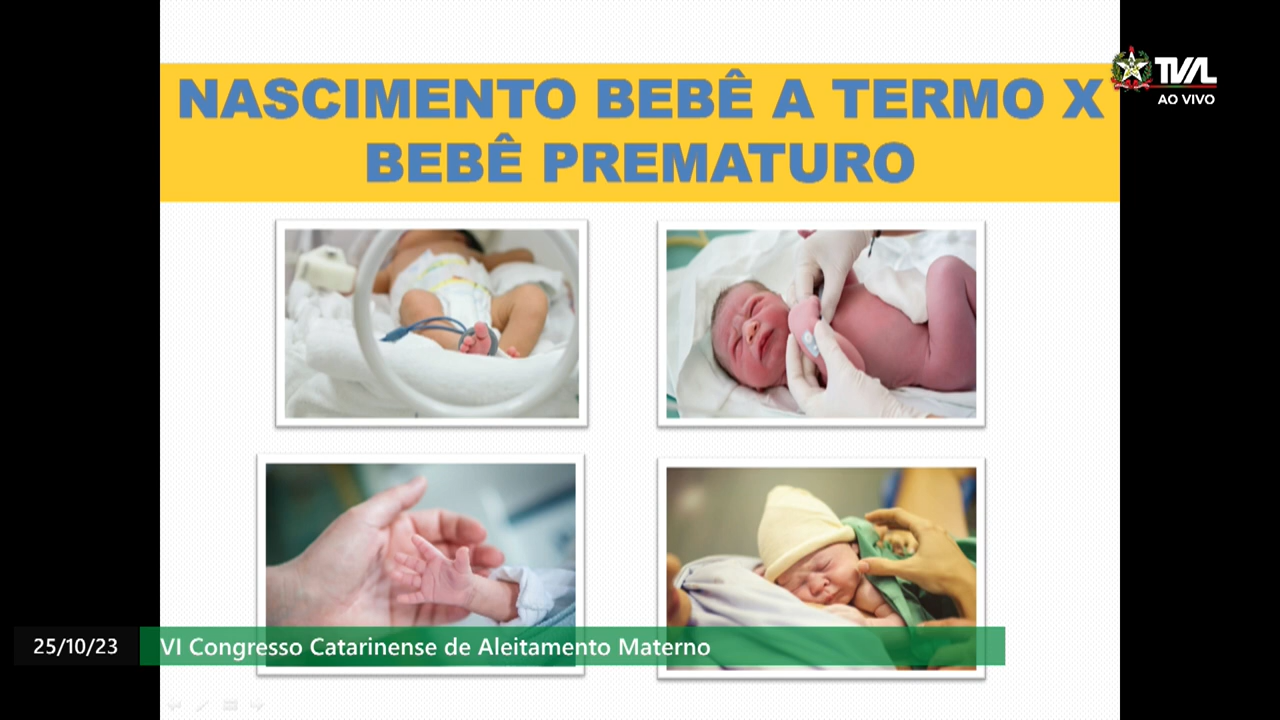 NASCIMENTO BEBÊ A TERMO X
BEBÊ PREMATURO
TVAL
AO VIVO
25/10/23
VI Congresso Catarinense de Aleitamento Materno